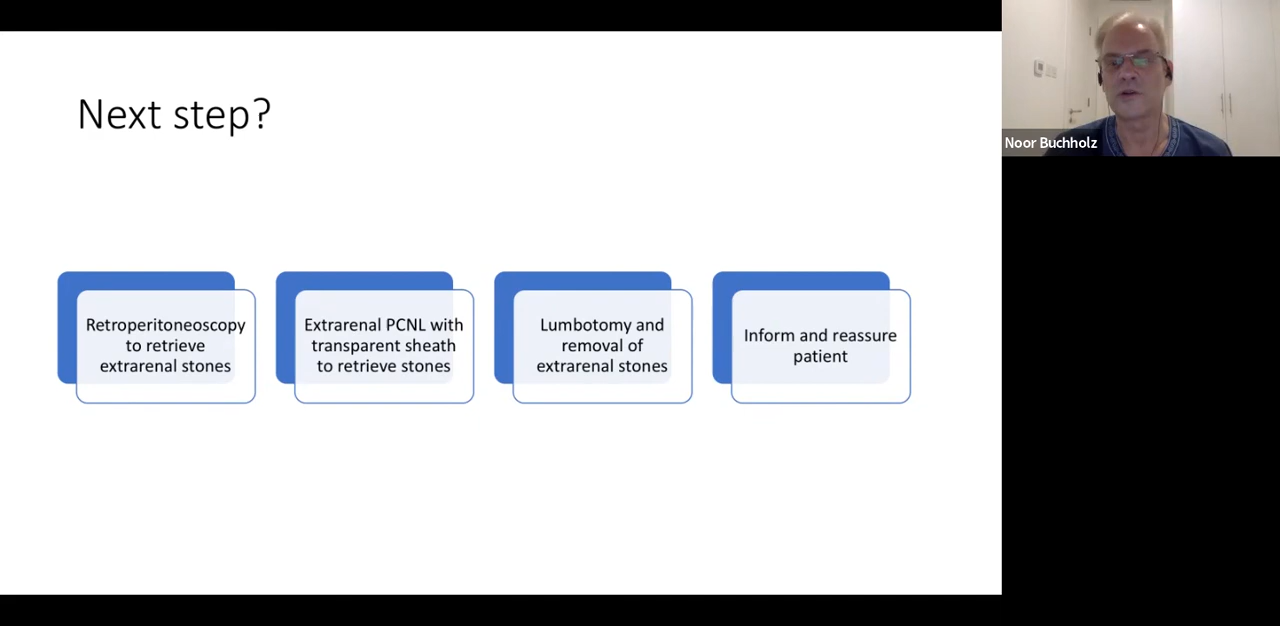 Next step?
Retroperitoneoscopy
to retrieve
extrarenal stones
Extrarenal PCNL with
transparent sheath
to retrieve stones
Lumbotomy and
removal of
extrarenal stones
Inform and reassure
patient
Noor Buchholz